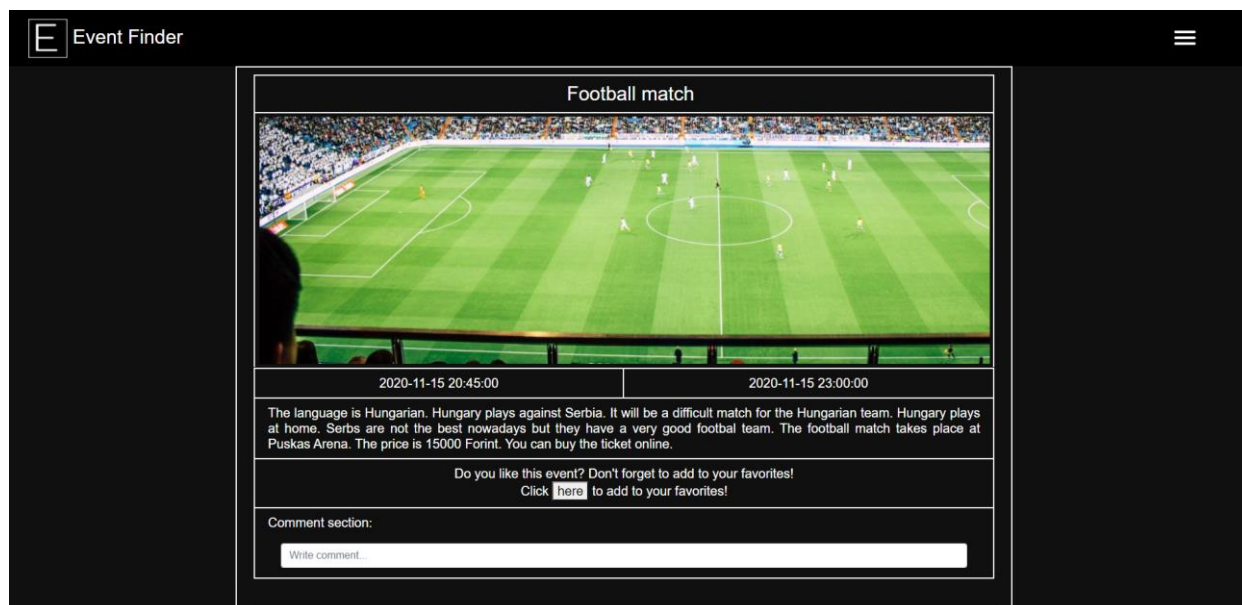 E Event Finder
Football match
2020-11-15 20:45:00 2020-11-15 23:00:00
The language is Hungarian. Hungary plays against Serbia. It will be a difficult match for the Hungarian team. Hungary plays
at home. Serbs are not the best nowadays but they have a very good footbal team. The football match takes place at
Puskas Arena. The price is 15000 Forint. You can buy the ticket online.
Do you like this event? Don't forget to add to your favorites!
Click here to add to your favorites!
Comment section:
Write comment...